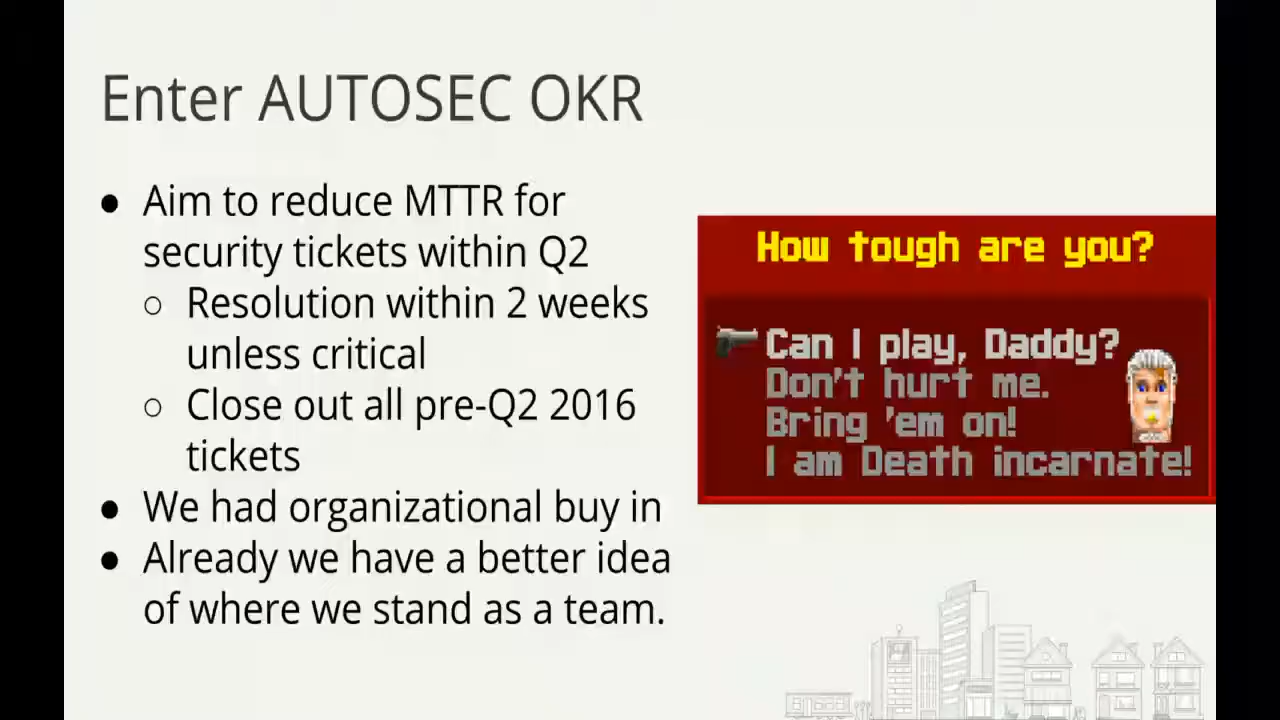 Enter AUTOSEC OKR
● Aim to reduce MTTR for
security tickets within Q2
○ Resolution within 2 weeks
unless critical
○ Close out all pre-Q2 2016
tickets
● We had organizational buy in
● Already we have a better idea
of where we stand as a team.
How tough are you?
Can I play, Daddy?
Don't hurt me.
Bring 'em on!
I am Death incarnate!